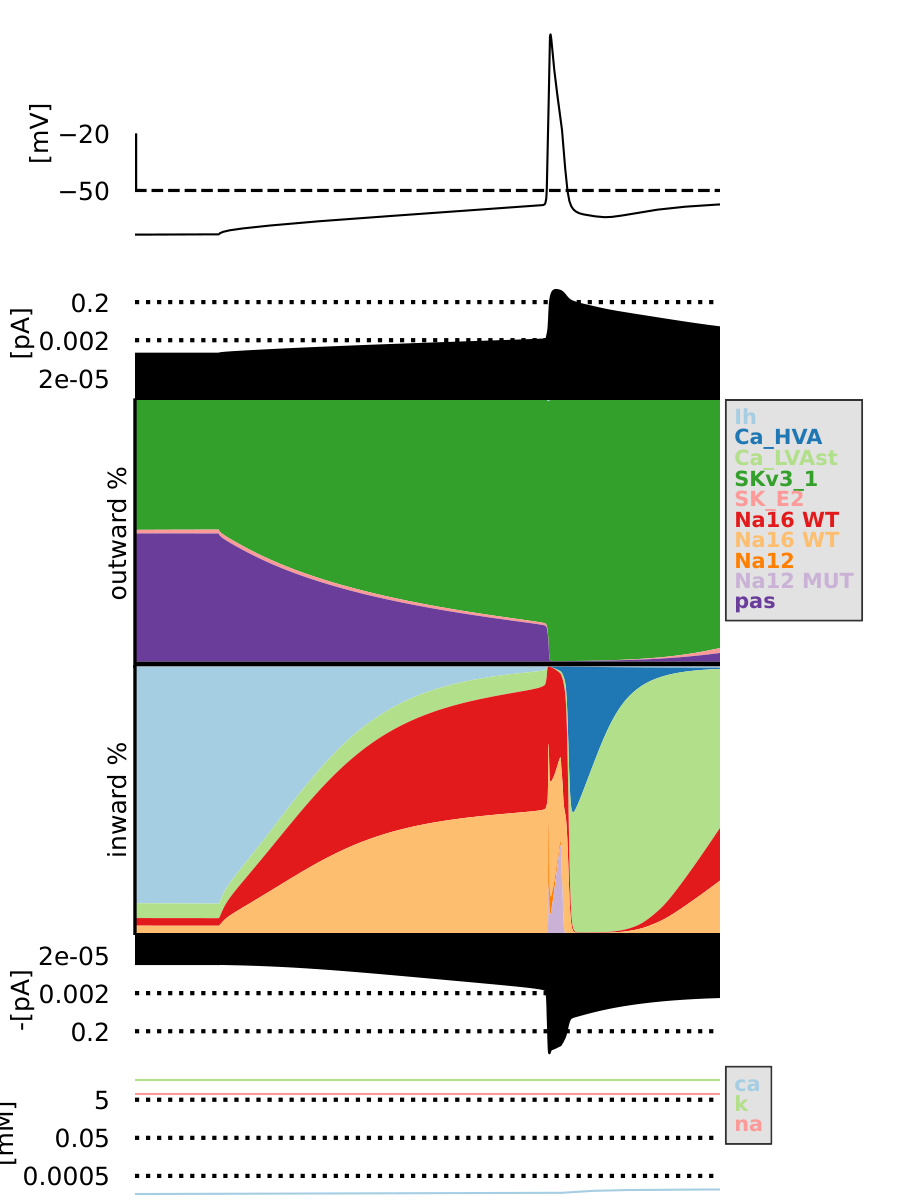 [mV]
−20
−50
[pA]
0.2
0.002
2e-05
outward %
Ih
Ca_HVA
Ca_LVAst
SKv3_1
SK_E2
Na16 WT
Na16 WT
Na12
Na12 MUT
pas
inward %
-[pA]
2e-05
0.002
0.2
[mM]
5
0.05
0.0005
ca
k
na